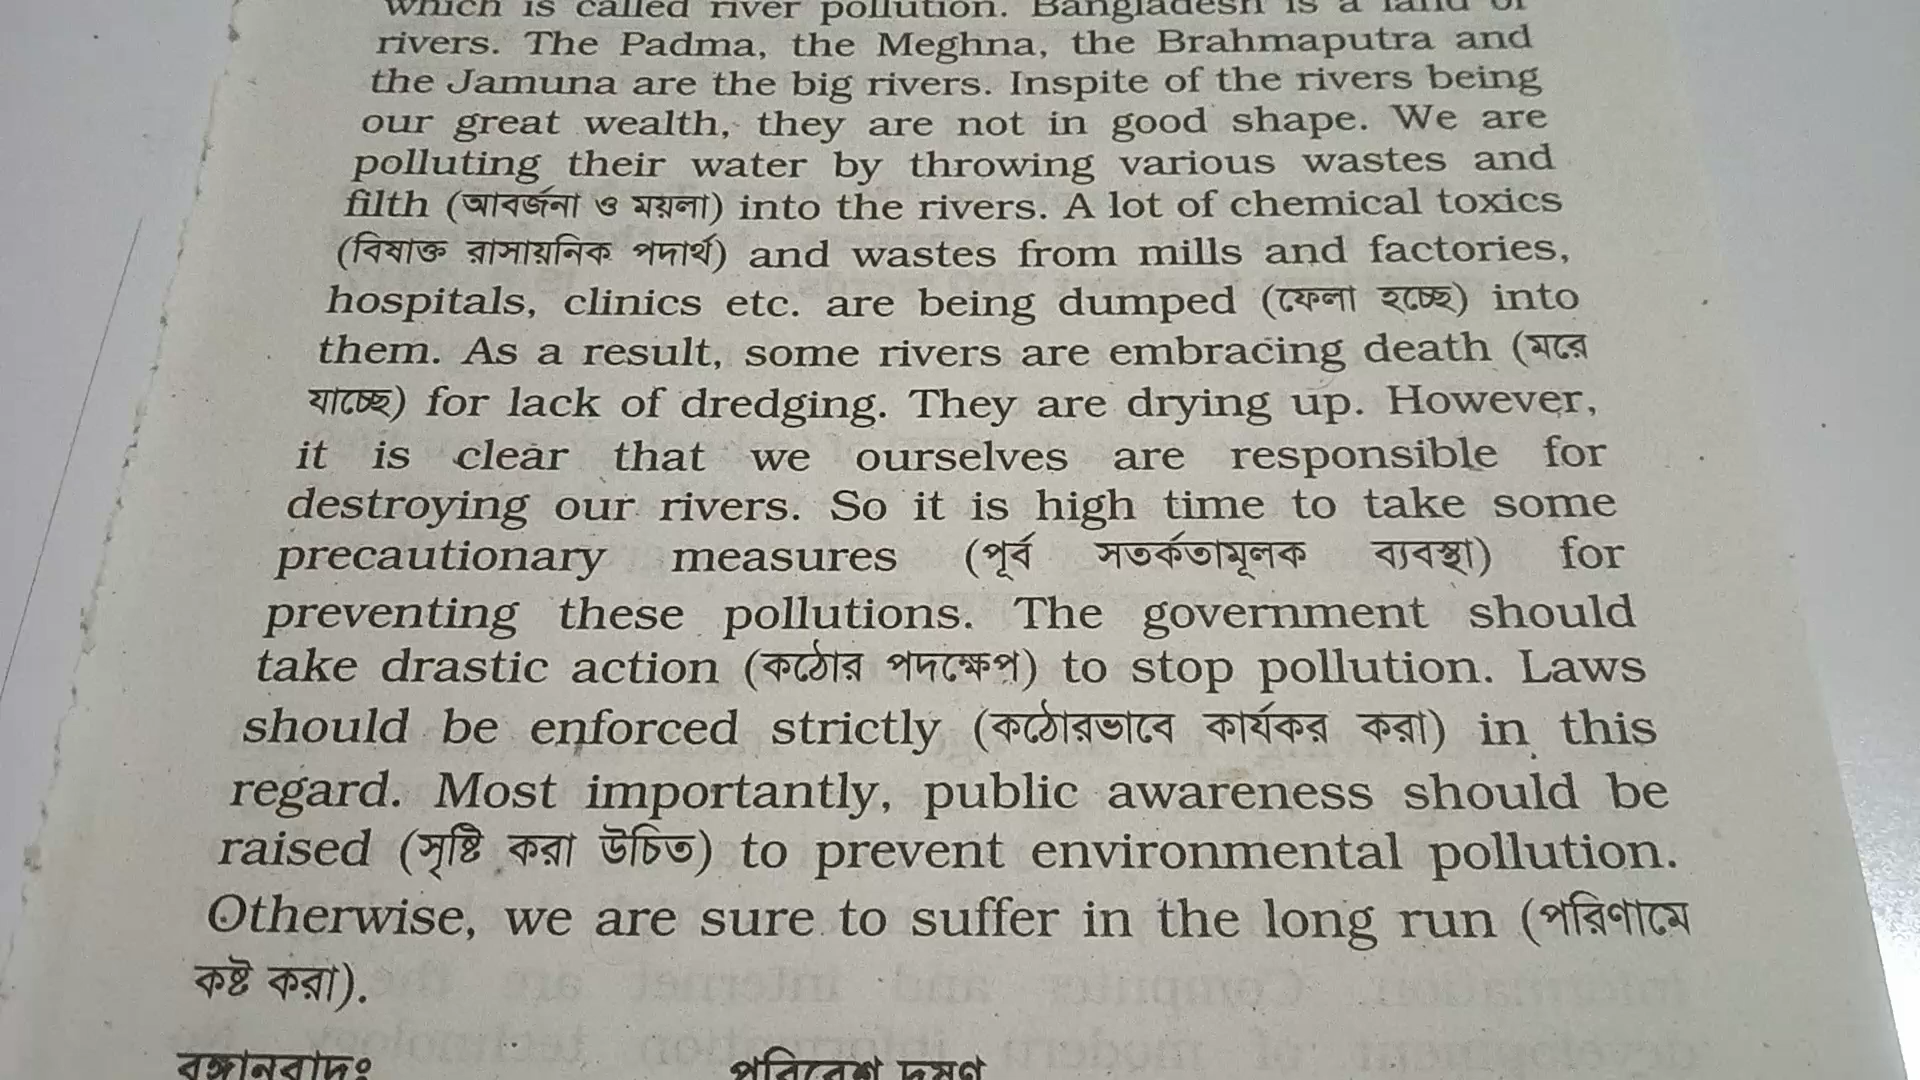 which is called river pollution. Bangladesh is a land of
rivers. The Padma, the Meghna, the Brahmaputra and
the Jamuna are the big rivers. Inspite of the rivers being
our great wealth, they are not in good shape. We are
polluting their water by throwing various wastes and
filth (আবর্জনা ও ময়লা) into the rivers. A lot of chemical toxics
(বিষাক্ত রাসায়নিক পদার্থ) and wastes from mills and factories,
hospitals, clinics etc. are being dumped (ফেলা হচ্ছে) into
them. As a result, some rivers are embracing death (মরে
যাচ্ছে) for lack of dredging. They are drying up. However,
it is clear that we ourselves are responsible for
destroying our rivers. So it is high time to take some
precautionary measures (পূর্ব সতর্কতামূলক ব্যবস্থা) for
preventing these pollutions. The government should
take drastic action (কঠোর পদক্ষেপ) to stop pollution. Laws
should be enforced strictly (কঠোরভাবে কার্যকর করা) in this
regard. Most importantly, public awareness should be
raised (সৃষ্টি করা উচিত) to prevent environmental pollution.
Otherwise, we are sure to suffer in the long run (পরিণামে
কষ্ট করা).
বঙ্গানুবাদঃ পরিবেশ দূষণ